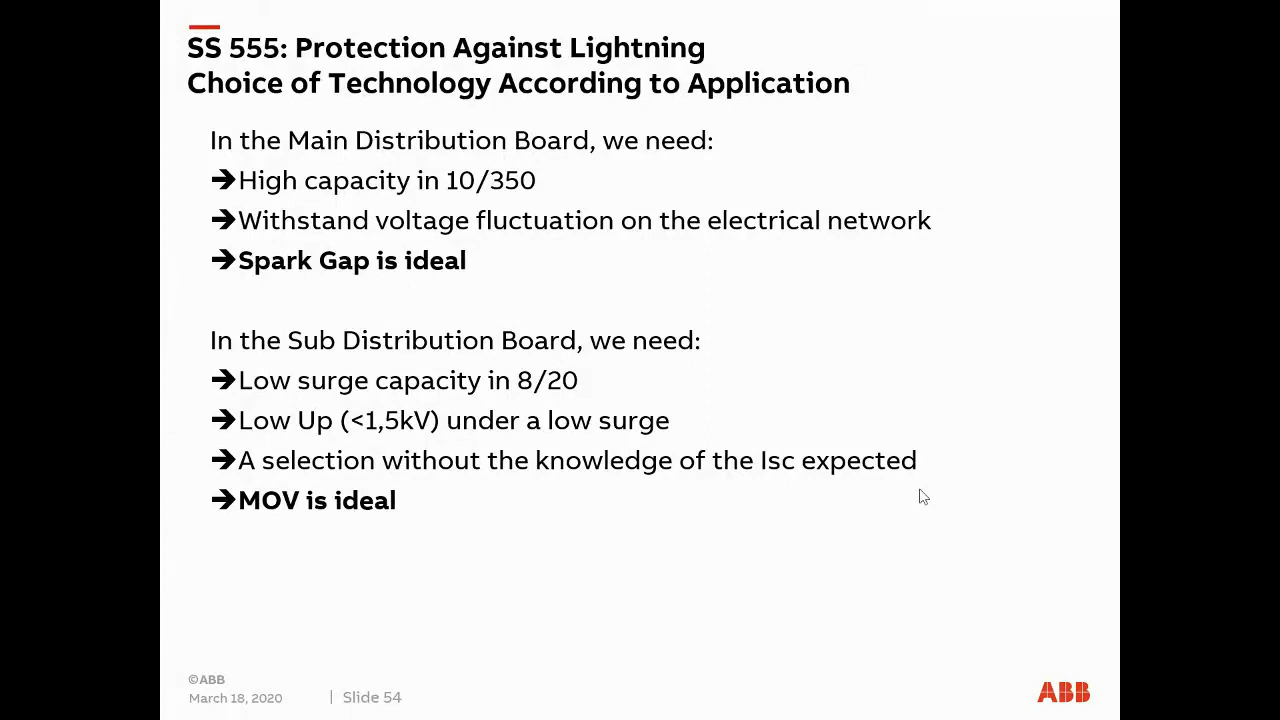 SS 555: Protection Against Lightning
Choice of Technology According to Application
In the Main Distribution Board, we need:
➔High capacity in 10/350
➔Withstand voltage fluctuation on the electrical network
➔Spark Gap is ideal
In the Sub Distribution Board, we need:
➔Low surge capacity in 8/20
➔Low Up (<1,5kV) under a low surge
➔A selection without the knowledge of the Isc expected
➔MOV is ideal
©ABB
March 18, 2020 | Slide 54
ABB